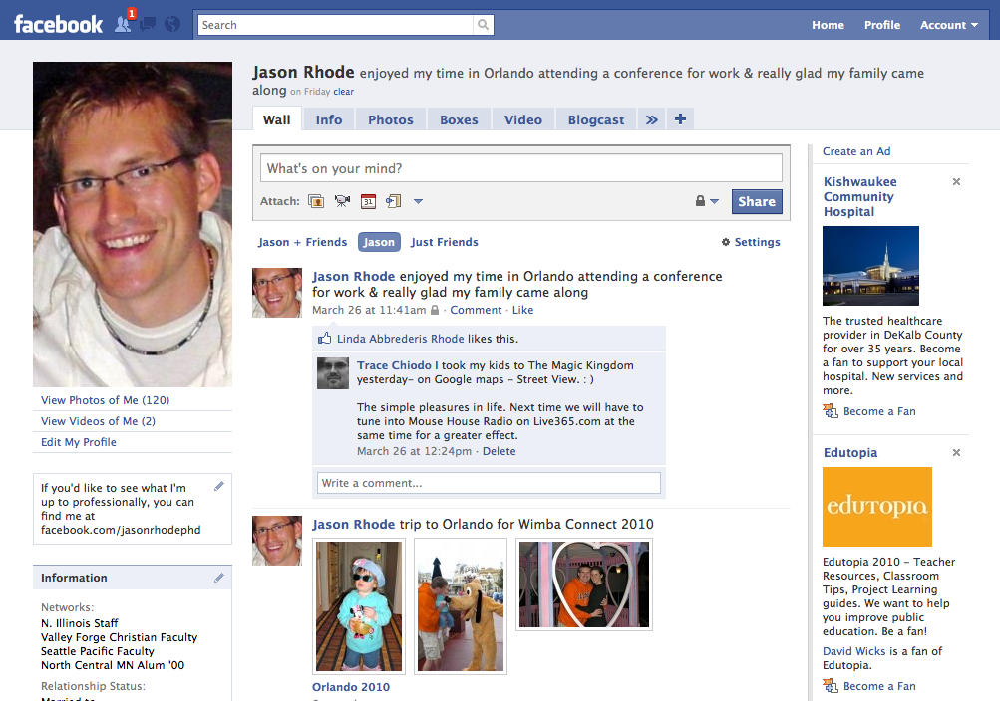 facebook
1
Search
Home Profile Account
Jason Rhode enjoyed my time in Orlando attending a conference for work & really glad my family came
along on Friday clear
Wall Info Photos Boxes Video Blogcast » +
What's on your mind?
Attach: 31
Share
Jason + Friends Jason Just Friends
Settings
Jason Rhode enjoyed my time in Orlando attending a conference
for work & really glad my family came along
March 26 at 11:41am · Comment · Like
Linda Abbrederis Rhode likes this.
Trace Chiodo I took my kids to The Magic Kingdom
yesterday- on Google maps - Street View. : )
The simple pleasures in life. Next time we will have to
tune into Mouse House Radio on Live365.com at the
same time for a greater effect.
March 26 at 12:24pm · Delete
Write a comment...
Jason Rhode trip to Orlando for Wimba Connect 2010
Orlando 2010
View Photos of Me (120)
View Videos of Me (2)
Edit My Profile
If you'd like to see what I'm
up to professionally, you can
find me at
facebook.com/jasonrhodephd
Information
Networks:
N. Illinois Staff
Valley Forge Christian Faculty
Seattle Pacific Faculty
North Central MN Alum '00
Relationship Status:
Married to
Create an Ad
Kishwaukee
Community
Hospital
The trusted healthcare
provider in DeKalb County
for over 35 years. Become
a fan to support your local
hospital. New services and
more.
Become a Fan
Edutopia
edutopia
Edutopia 2010 - Teacher
Resources, Classroom
Tips, Project Learning
guides. We want to help
you improve public
education. Be a fan!
David Wicks is a fan of
Edutopia.
Become a Fan